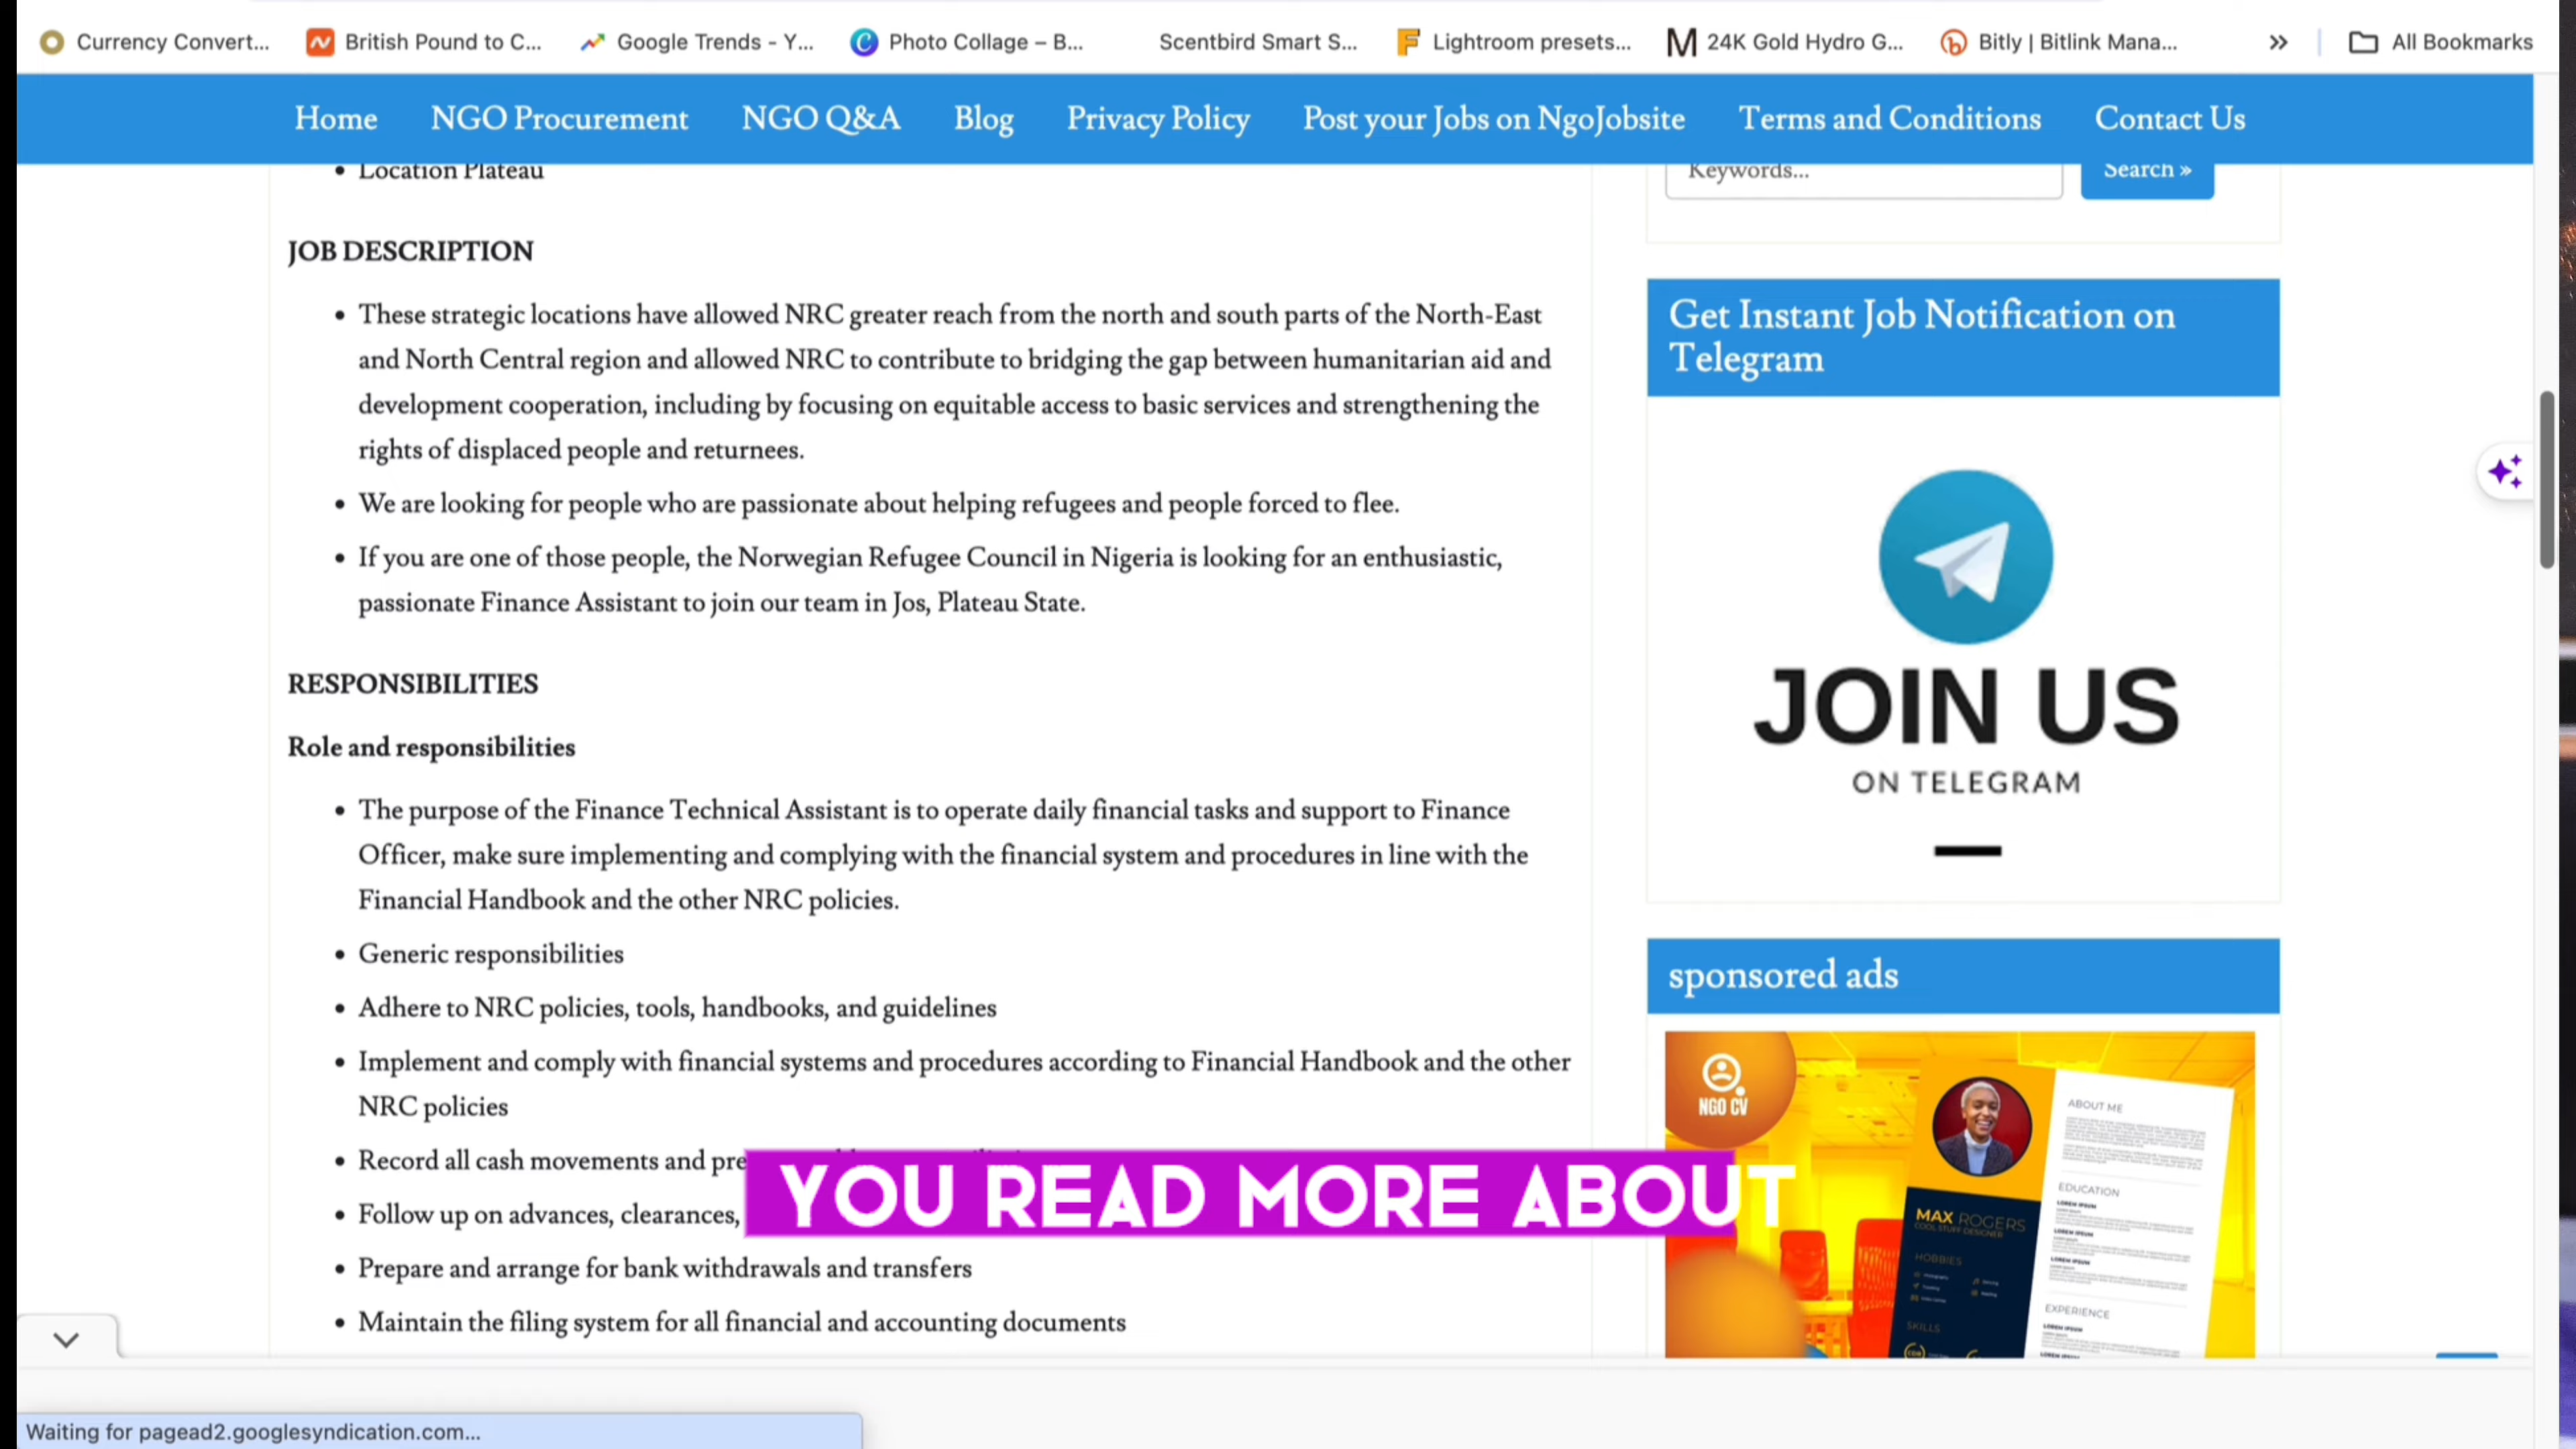 Currency Convert...
British Pound to C...
Google Trends - Y...
Photo Collage – B...
Scentbird Smart S...
Lightroom presets...
24K Gold Hydro G...
Bitly | Bitlink Mana...
All Bookmarks
Home
NGO Procurement
NGO Q&A
Blog
Privacy Policy
Post your Jobs on NgoJobsite
Terms and Conditions
Contact Us
• Location Plateau
JOB DESCRIPTION
• These strategic locations have allowed NRC greater reach from the north and south parts of the North-East
and North Central region and allowed NRC to contribute to bridging the gap between humanitarian aid and
development cooperation, including by focusing on equitable access to basic services and strengthening the
rights of displaced people and returnees.
• We are looking for people who are passionate about helping refugees and people forced to flee.
• If you are one of those people, the Norwegian Refugee Council in Nigeria is looking for an enthusiastic,
passionate Finance Assistant to join our team in Jos, Plateau State.
RESPONSIBILITIES
Role and responsibilities
• The purpose of the Finance Technical Assistant is to operate daily financial tasks and support to Finance
Officer, make sure implementing and complying with the financial system and procedures in line with the
Financial Handbook and the other NRC policies.
• Generic responsibilities
• Adhere to NRC policies, tools, handbooks, and guidelines
• Implement and comply with financial systems and procedures according to Financial Handbook and the other
NRC policies
• Record all cash movements and
• Follow up on advances, clearances,
• Prepare and arrange for bank withdrawals and transfers
• Maintain the filing system for all financial and accounting documents
YOU READ MORE ABOUT
Keywords...
Search »
Get Instant Job Notification on
Telegram
JOIN US
ON TELEGRAM
sponsored ads
NGO CV
MAX ROGERS
COOL STUFF DESIGNER
HOBBIES
SKILLS
ABOUT ME
EDUCATION
EXPERIENCE
Waiting for pagead2.googlesyndication.com...